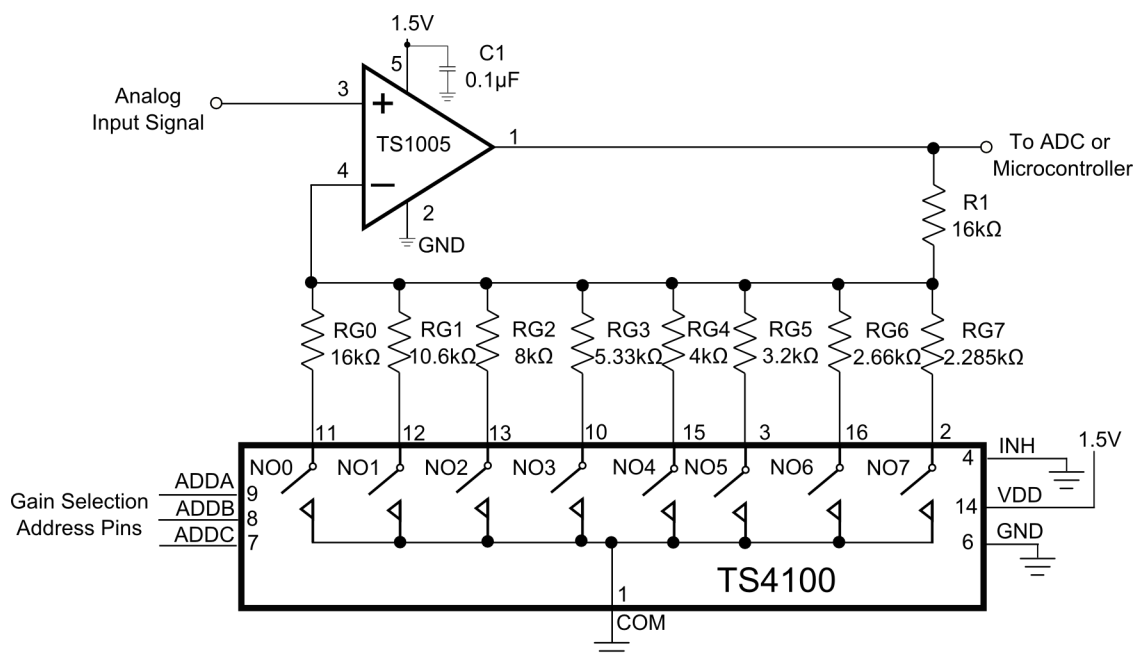 1.5V
C1
0.1µF
5
Analog
Input Signal
3
+
TS1005
1
To ADC or
Microcontroller
4
−
2
GND
R1
16kΩ
RG0
16kΩ
RG1
10.6kΩ
RG2
8kΩ
RG3
5.33kΩ
RG4
4kΩ
RG5
3.2kΩ
RG6
2.66kΩ
RG7
2.285kΩ
11
12
13
10
15
3
16
2
NO0
NO1
NO2
NO3
NO4
NO5
NO6
NO7
4
INH
1.5V
Gain Selection
Address Pins
ADDA
9
ADDB
8
ADDC
7
14
VDD
6
GND
TS4100
1
COM